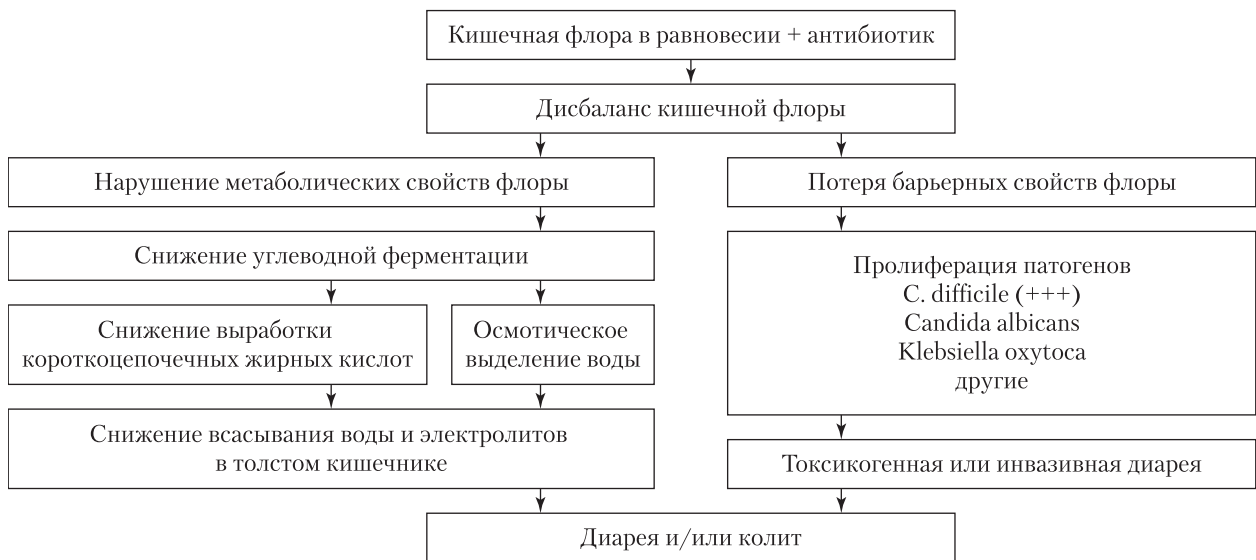 Кишечная флора в равновесии + антибиотик
Дисбаланс кишечной флоры
Нарушение метаболических свойств флоры
Потеря барьерных свойств флоры
Снижение углеводной ферментации
Пролиферация патогенов
C. difficile (+++)
Candida albicans
Klebsiella oxytoca
другие
Снижение выработки
короткоцепочечных жирных кислот
Осмотическое
выделение воды
Снижение всасывания воды и электролитов
в толстом кишечнике
Токсикогенная или инвазивная диарея
Диарея и/или колит